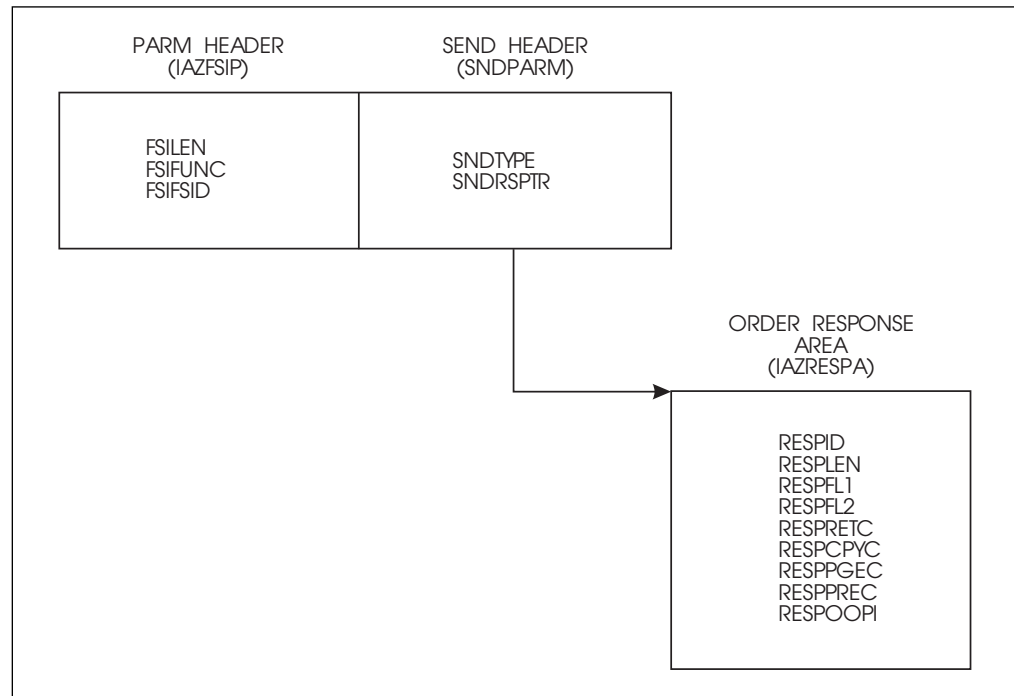 PARM HEADER
(IAZFSIP)
SEND HEADER
(SNDPARM)
FSILEN
FSIFUNC
FSIFSID
SNDTYPE
SNDRSPTR
ORDER RESPONSE
AREA
(IAZRESPA)
RESPID
RESPLEN
RESPFL1
RESPFL2
RESPRETC
RESPCPYC
RESPPGEC
RESPPREC
RESPOOPI